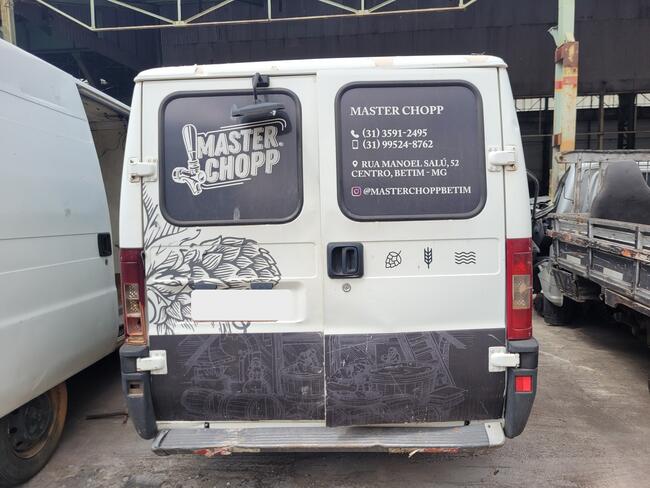 MASTER
CHOPP
MASTER CHOPP
(31) 3591-2495
(31) 99524-8762
RUA MANOEL SALÚ, 52
CENTRO, BETIM - MG
@MASTERCHOPPBETIM